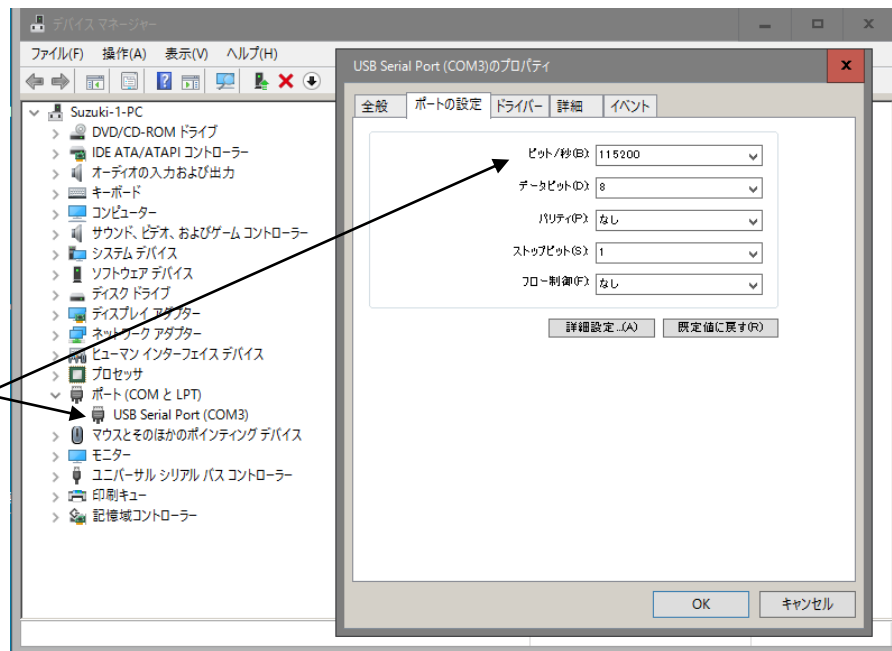 デバイス マネージャー
ファイル(F) 操作(A) 表示(V) ヘルプ(H)
Suzuki-1-PC
DVD/CD-ROM ドライブ
IDE ATA/ATAPI コントローラー
オーディオの入力および出力
キーボード
コンピューター
サウンド、ビデオ、およびゲーム コントローラー
システム デバイス
ソフトウェア デバイス
ディスク ドライブ
ディスプレイ アダプター
ネットワーク アダプター
ヒューマン インターフェイス デバイス
プロセッサ
ポート (COM と LPT)
USB Serial Port (COM3)
マウスとそのほかのポインティング デバイス
モニター
ユニバーサル シリアル バス コントローラー
印刷キュー
記憶域コントローラー
USB Serial Port (COM3)のプロパティ
全般 ポートの設定 ドライバー 詳細 イベント
ビット/秒(B): 115200
データ ビット(D): 8
パリティ(P): なし
ストップ ビット(S): 1
フロー制御(F): なし
詳細設定...(A) 既定値に戻す(R)
OK キャンセル